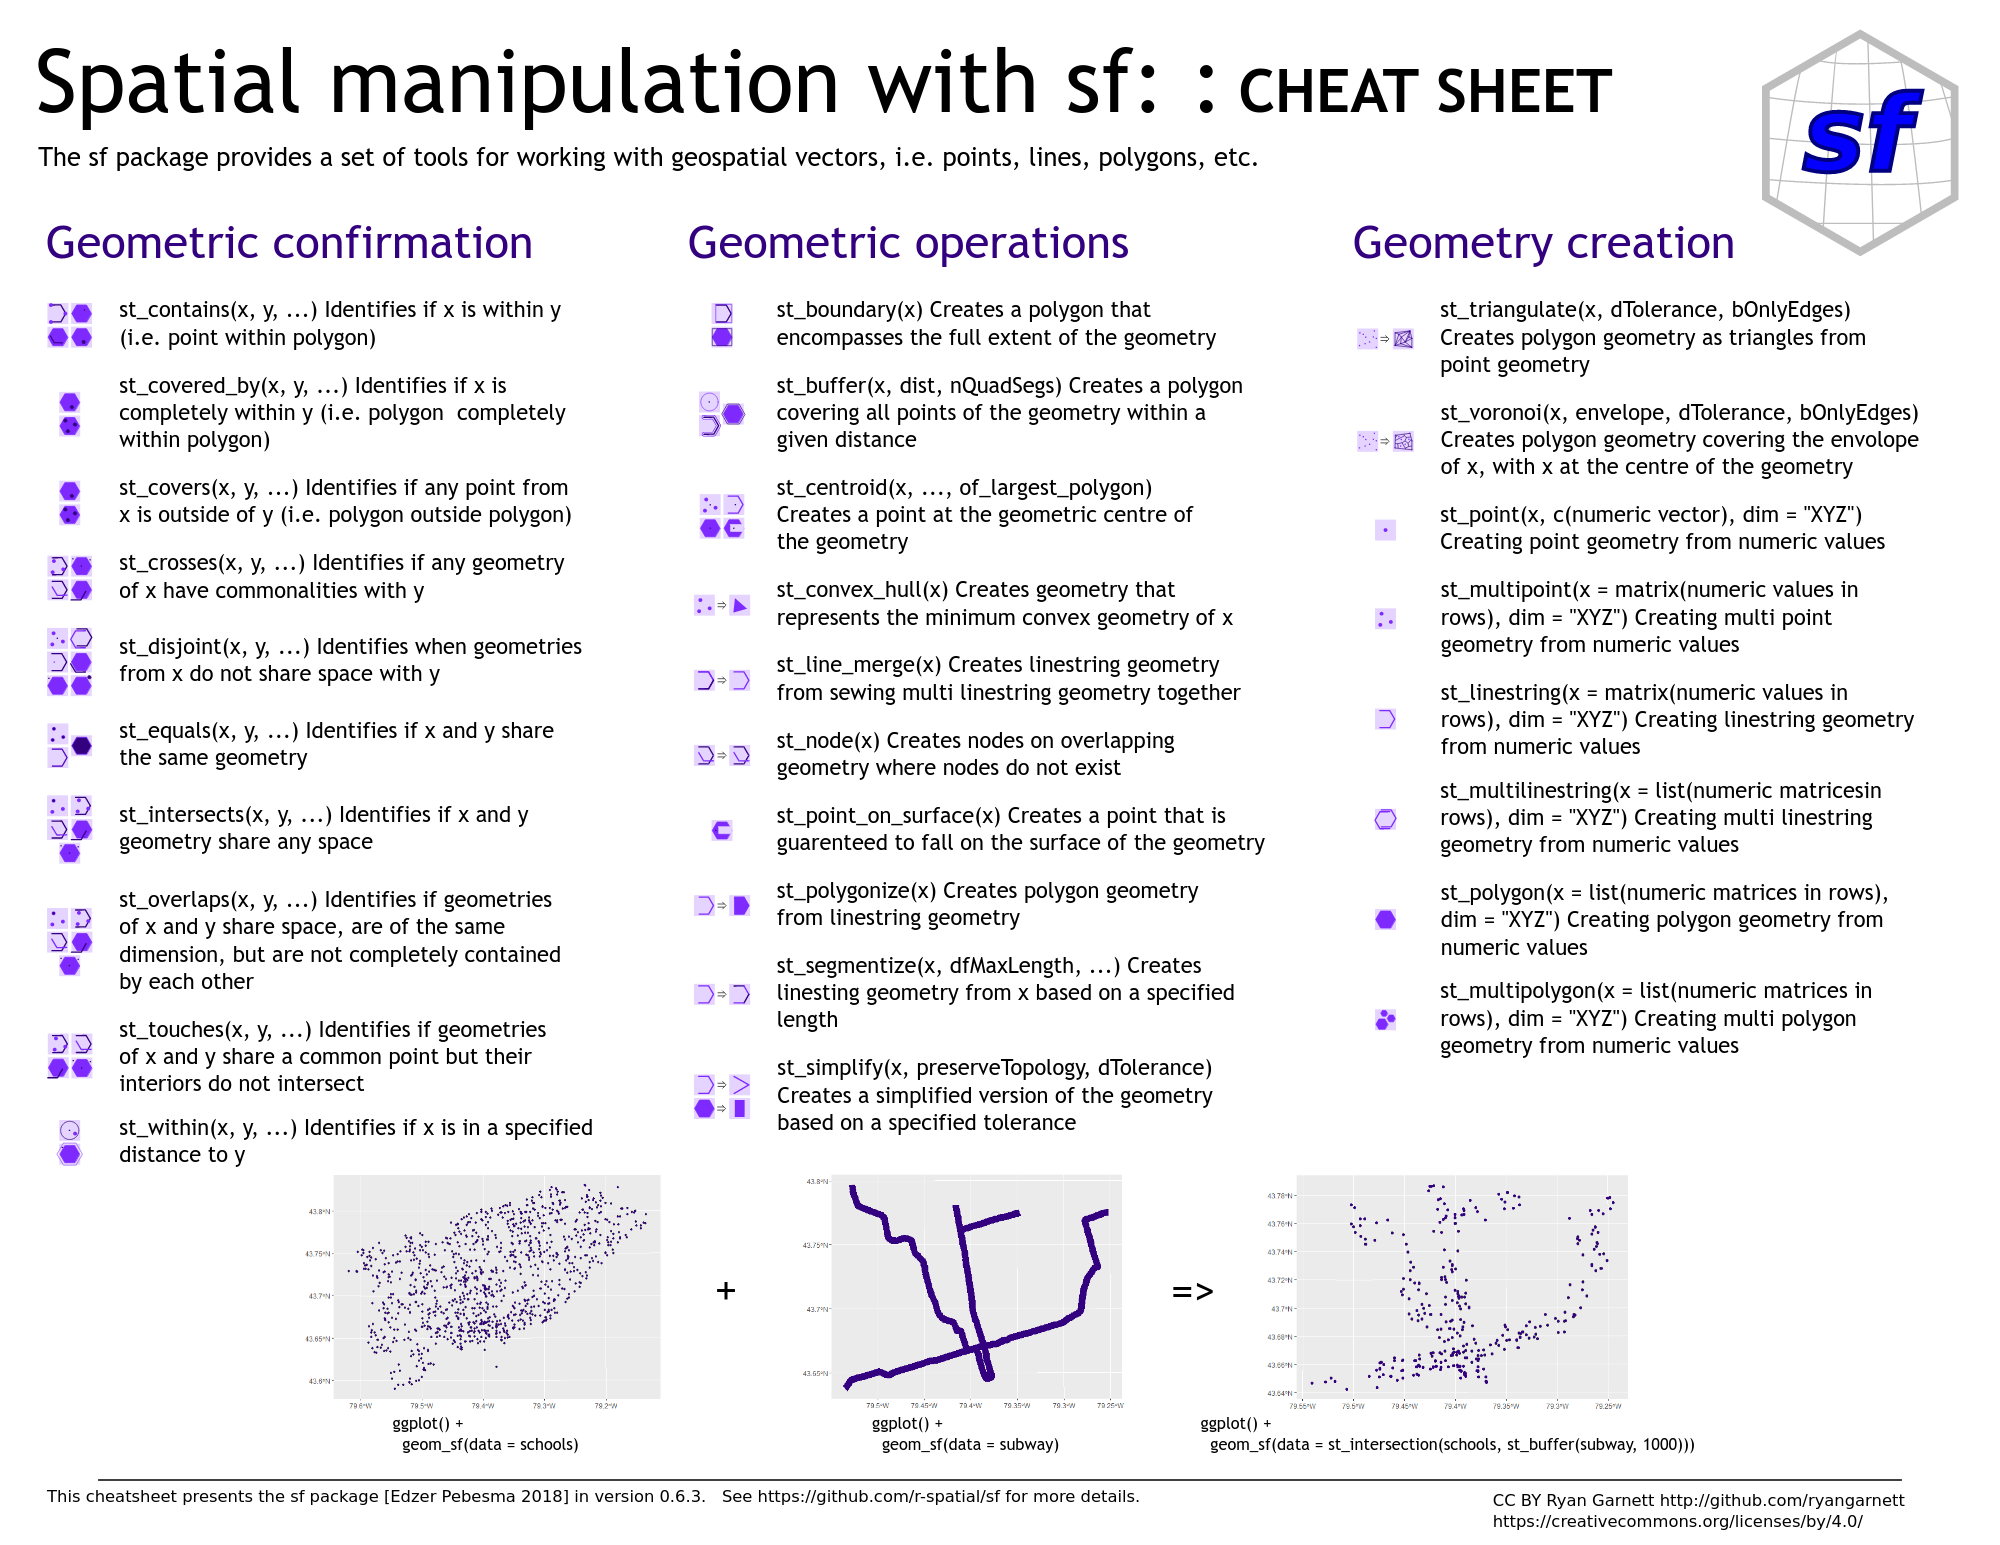 Spatial manipulation with sf: : CHEAT SHEET
sf
The sf package provides a set of tools for working with geospatial vectors, i.e. points, lines, polygons, etc.
Geometric confirmation
st_contains(x, y, ...) Identifies if x is within y
(i.e. point within polygon)
st_covered_by(x, y, ...) Identifies if x is
completely within y (i.e. polygon completely
within polygon)
st_covers(x, y, ...) Identifies if any point from
x is outside of y (i.e. polygon outside polygon)
st_crosses(x, y, ...) Identifies if any geometry
of x have commonalities with y
st_disjoint(x, y, ...) Identifies when geometries
from x do not share space with y
st_equals(x, y, ...) Identifies if x and y share
the same geometry
st_intersects(x, y, ...) Identifies if x and y
geometry share any space
st_overlaps(x, y, ...) Identifies if geometries
of x and y share space, are of the same
dimension, but are not completely contained
by each other
st_touches(x, y, ...) Identifies if geometries
of x and y share a common point but their
interiors do not intersect
st_within(x, y, ...) Identifies if x is in a specified
distance to y
Geometric operations
st_boundary(x) Creates a polygon that
encompasses the full extent of the geometry
st_buffer(x, dist, nQuadSegs) Creates a polygon
covering all points of the geometry within a
given distance
st_centroid(x, ..., of_largest_polygon)
Creates a point at the geometric centre of
the geometry
st_convex_hull(x) Creates geometry that
represents the minimum convex geometry of x
st_line_merge(x) Creates linestring geometry
from sewing multi linestring geometry together
st_node(x) Creates nodes on overlapping
geometry where nodes do not exist
st_point_on_surface(x) Creates a point that is
guarenteed to fall on the surface of the geometry
st_polygonize(x) Creates polygon geometry
from linestring geometry
st_segmentize(x, dfMaxLength, ...) Creates
linesting geometry from x based on a specified
length
st_simplify(x, preserveTopology, dTolerance)
Creates a simplified version of the geometry
based on a specified tolerance
Geometry creation
st_triangulate(x, dTolerance, bOnlyEdges)
Creates polygon geometry as triangles from
point geometry
st_voronoi(x, envelope, dTolerance, bOnlyEdges)
Creates polygon geometry covering the envolope
of x, with x at the centre of the geometry
st_point(x, c(numeric vector), dim = "XYZ")
Creating point geometry from numeric values
st_multipoint(x = matrix(numeric values in
rows), dim = "XYZ") Creating multi point
geometry from numeric values
st_linestring(x = matrix(numeric values in
rows), dim = "XYZ") Creating linestring geometry
from numeric values
st_multilinestring(x = list(numeric matricesin
rows), dim = "XYZ") Creating multi linestring
geometry from numeric values
st_polygon(x = list(numeric matrices in rows),
dim = "XYZ") Creating polygon geometry from
numeric values
st_multipolygon(x = list(numeric matrices in
rows), dim = "XYZ") Creating multi polygon
geometry from numeric values
43.8°N
43.75°N
43.7°N
43.65°N
43.6°N
79.6°W 79.5°W 79.4°W 79.3°W 79.2°W
ggplot() +
geom_sf(data = schools)
+
43.8°N
43.75°N
43.7°N
43.65°N
79.5°W 79.45°W 79.4°W 79.35°W 79.3°W 79.25°W
ggplot() +
geom_sf(data = subway)
=>
43.78°N
43.76°N
43.74°N
43.72°N
43.7°N
43.68°N
43.66°N
43.64°N
79.55°W 79.5°W 79.45°W 79.4°W 79.35°W 79.3°W 79.25°W
ggplot() +
geom_sf(data = st_intersection(schools, st_buffer(subway, 1000)))
This cheatsheet presents the sf package [Edzer Pebesma 2018] in version 0.6.3. See https://github.com/r-spatial/sf for more details.
CC BY Ryan Garnett http://github.com/ryangarnett
https://creativecommons.org/licenses/by/4.0/